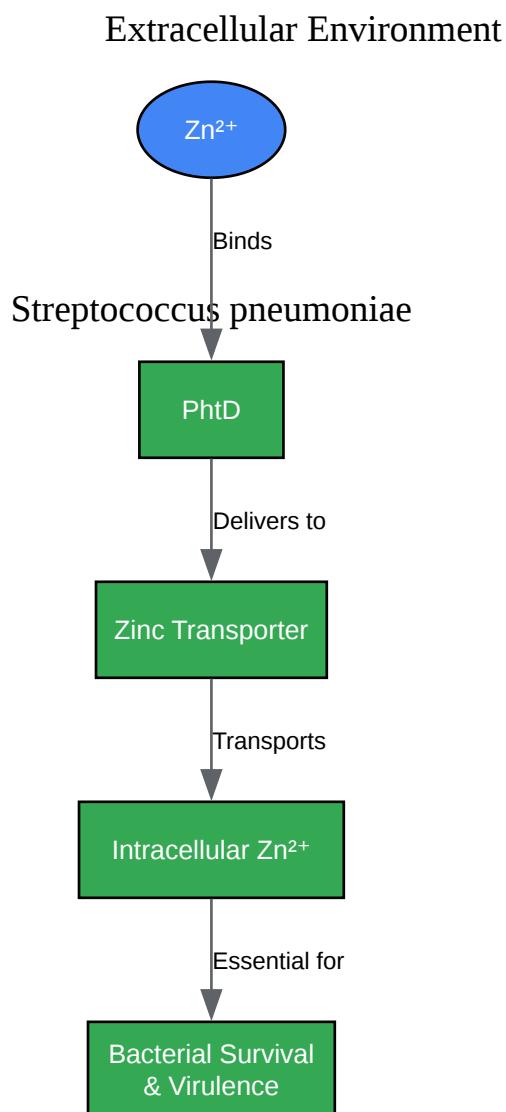 Extracellular Environment
Zn²⁺
Binds
Streptococcus pneumoniae
PhtD
Delivers to
Zinc Transporter
Transports
Intracellular Zn²⁺
Essential for
Bacterial Survival
& Virulence